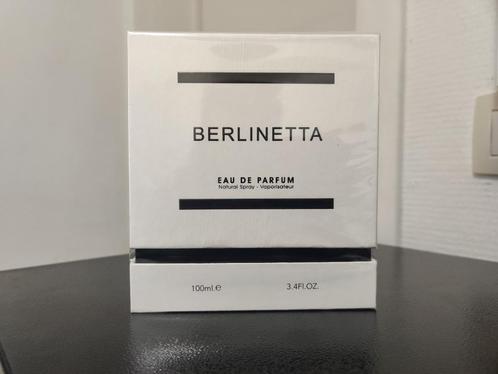 BERLINETTA
EAU DE PARFUM
Natural Spray - Vaporisateur
100ml.e 3.4FL.OZ.